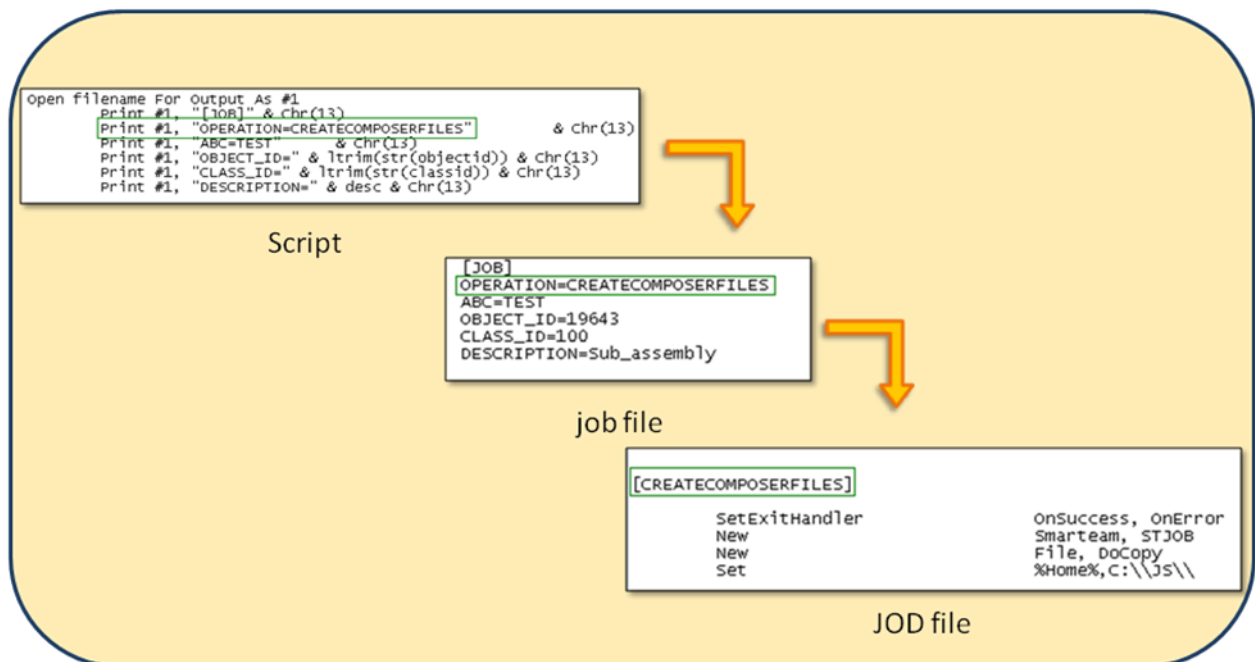 Open filename For Output As #1
Print #1, "[JOB]" & Chr(13)
Print #1, "OPERATION=CREATECOMPOSERFILES" & Chr(13)
Print #1, "ABC=TEST" & Chr(13)
Print #1, "OBJECT_ID=" & ltrim(str(objectid)) & Chr(13)
Print #1, "CLASS_ID=" & ltrim(str(classid)) & Chr(13)
Print #1, "DESCRIPTION=" & desc & Chr(13)
Script
[JOB]
OPERATION=CREATECOMPOSERFILES
ABC=TEST
OBJECT_ID=19643
CLASS_ID=100
DESCRIPTION=Sub_assembly
job file
[CREATECOMPOSERFILES]
SetExitHandler OnSuccess, OnError
New Smarteam, STJOB
New File, DoCopy
Set %Home%,C:\\JS\\
JOD file